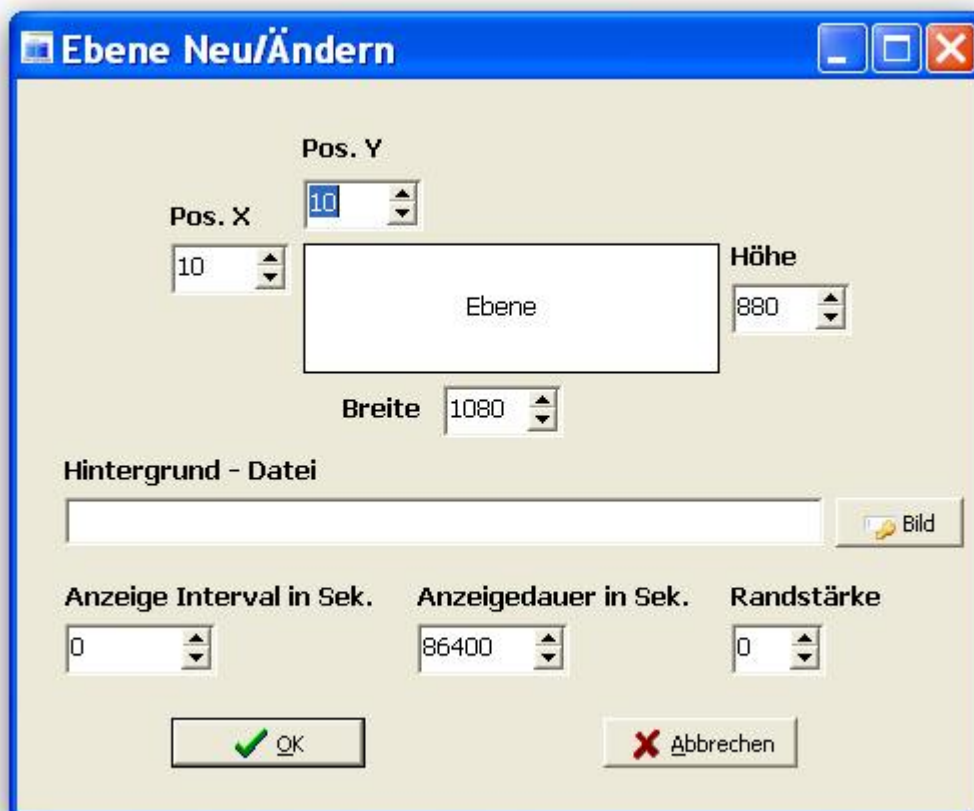 Ebene Neu/Ändern
Pos. Y
10
Pos. X
10
Höhe
Ebene
880
Breite 1080
Hintergrund - Datei
Bild
Anzeige Interval in Sek. Anzeigedauer in Sek. Randstärke
0 86400 0
OK Abbrechen